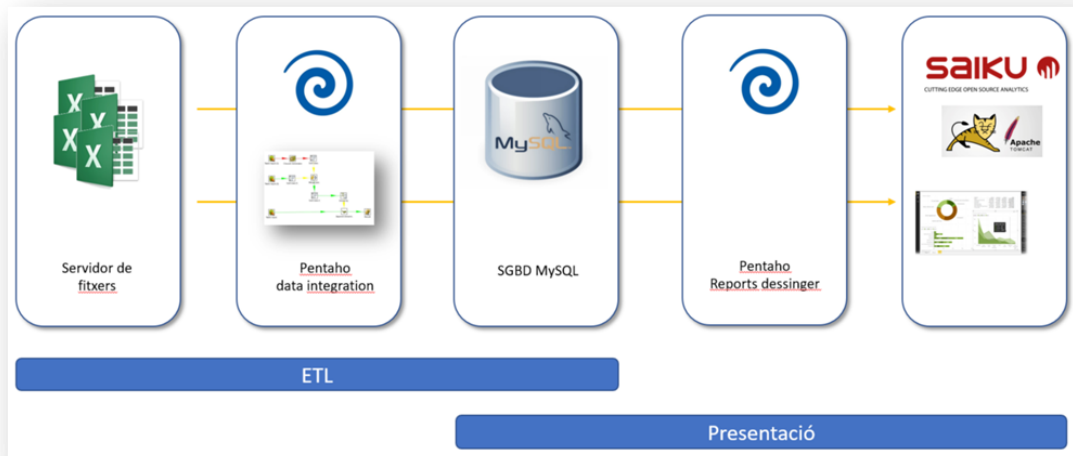 SAIKU
CUTTING EDGE OPEN SOURCE ANALYTICS
Apache
TOMCAT
X
X
X
X
MySQL
Servidor de
fitxers
Pentaho
data integration
SGBD MySQL
Pentaho
Reports dessinger
ETL
Presentació